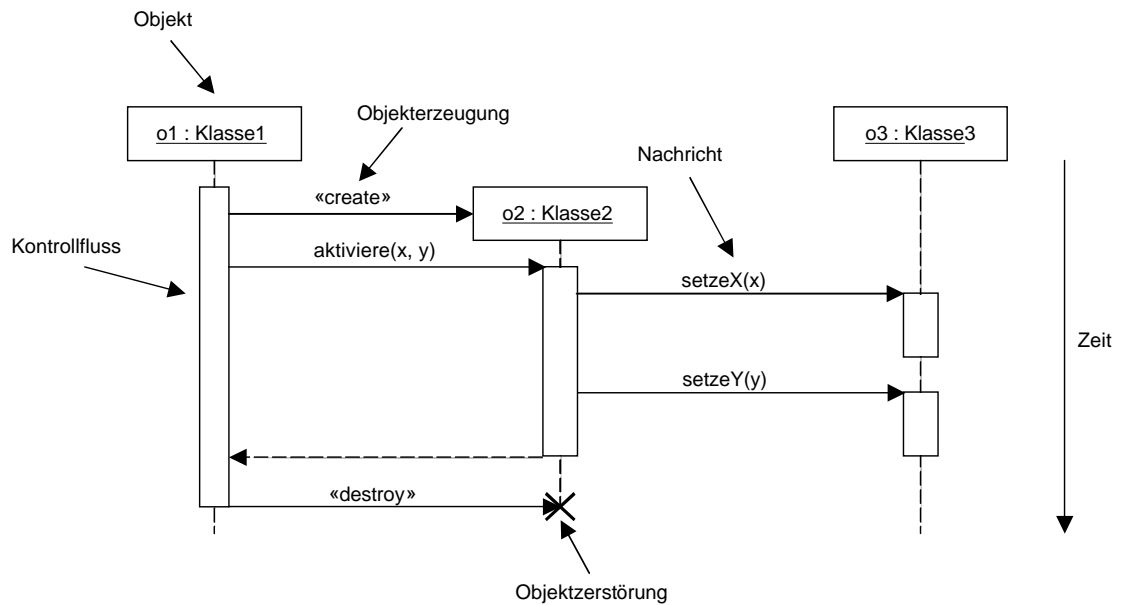 Objekt
Objekterzeugung
o1 : Klasse1
o3 : Klasse3
Nachricht
«create»
o2 : Klasse2
Kontrollfluss
aktiviere(x, y)
setzeX(x)
Zeit
setzeY(y)
«destroy»
Objektzerstörung